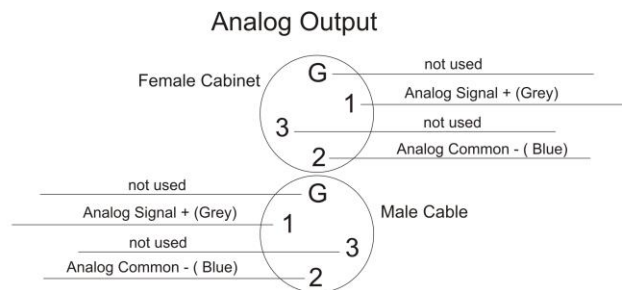 Analog Output
Female Cabinet
G
not used
1
Analog Signal + (Grey)
3
not used
2
Analog Common - ( Blue)
not used
G
Analog Signal + (Grey)
1
Male Cable
not used
3
Analog Common - ( Blue)
2